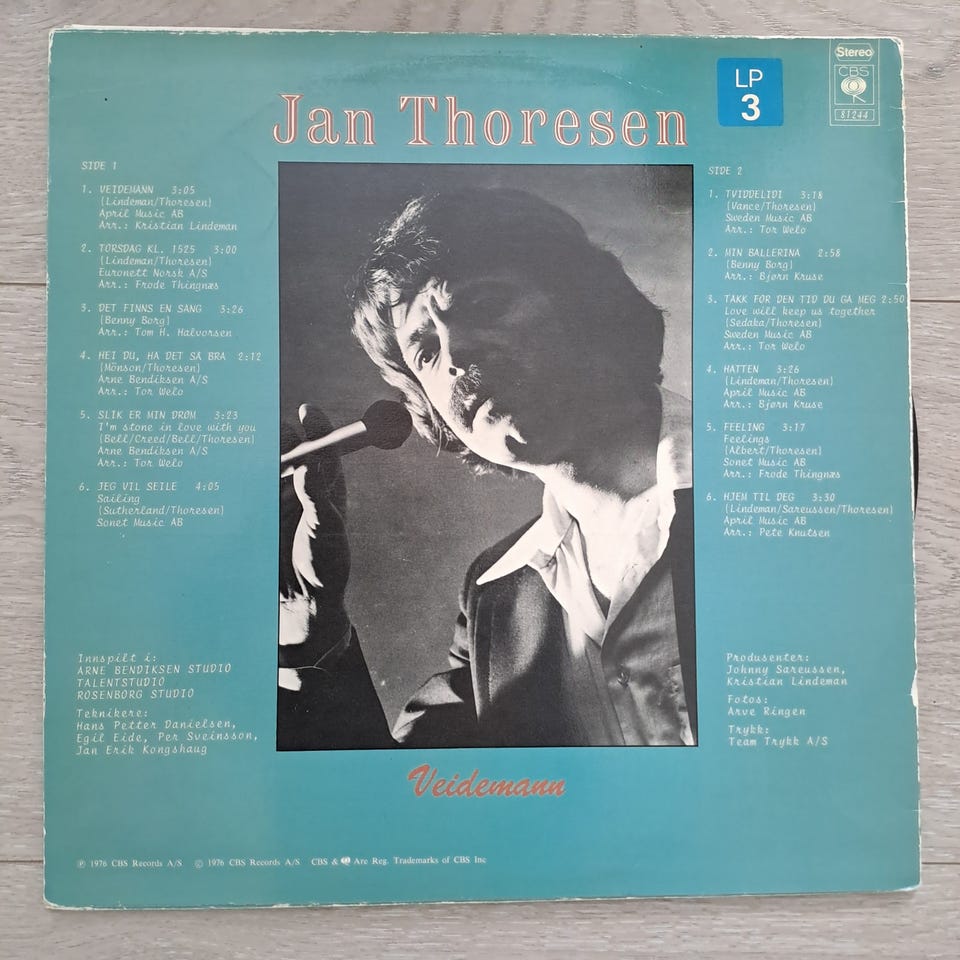 Jan Thoresen
LP
3
Stereo
CBS
81244
SIDE 1
1. VEIDEMANN 3:05
(Lindeman/Thoresen)
April Music AB
Arr.: Kristian Lindeman
2. TORSDAG KL. 1525 3:00
(Lindeman/Thoresen)
Euronett Norsk A/S
Arr.: Frode Thingnæs
3. DET FINNS EN SANG 3:26
(Benny Borg)
Arr.: Tom H. Halvorsen
4. HEI DU, HA DET SÅ BRA 2:12
(Mönson/Thoresen)
Arne Bendiksen A/S
Arr.: Tor Welo
5. SLIK ER MIN DRØM 3:23
I'm stone in love with you
(Bell/Creed/Bell/Thoresen)
Arne Bendiksen A/S
Arr.: Tor Welo
6. JEG VIL SEILE 4:05
Sailing
(Sutherland/Thoresen)
Sonet Music AB
SIDE 2
1. TVIDDELIDI 3:18
(Vance/Thoresen)
Sweden Music AB
Arr.: Tor Welo
2. MIN BALLERINA 2:58
(Benny Borg)
Arr.: Bjørn Kruse
3. TAKK FOR DEN TID DU GA MEG 2:50
Love will keep us together
(Sedaka/Thoresen)
Sweden Music AB
Arr.: Tor Welo
4. HATTEN 3:26
(Lindeman/Thoresen)
April Music AB
Arr.: Bjørn Kruse
5. FEELING 3:17
Feelings
(Albert/Thoresen)
Sonet Music AB
Arr.: Frode Thingnæs
6. HJEM TIL DEG 3:30
(Lindeman/Sareussen/Thoresen)
April Music AB
Arr.: Pete Knutsen
Innspilt i:
ARNE BENDIKSEN STUDIO
TALENTSTUDIO
ROSENBORG STUDIO
Teknikere:
Hans Petter Danielsen,
Egil Eide, Per Sveinsson,
Jan Erik Kongshaug
Produsenter:
Johnny Sareussen,
Kristian Lindeman
Fotos:
Arve Ringen
Trykk:
Team Trykk A/S
Veidemann
℗ 1976 CBS Records A/S © 1976 CBS Records A/S CBS & Are Reg. Trademarks of CBS Inc